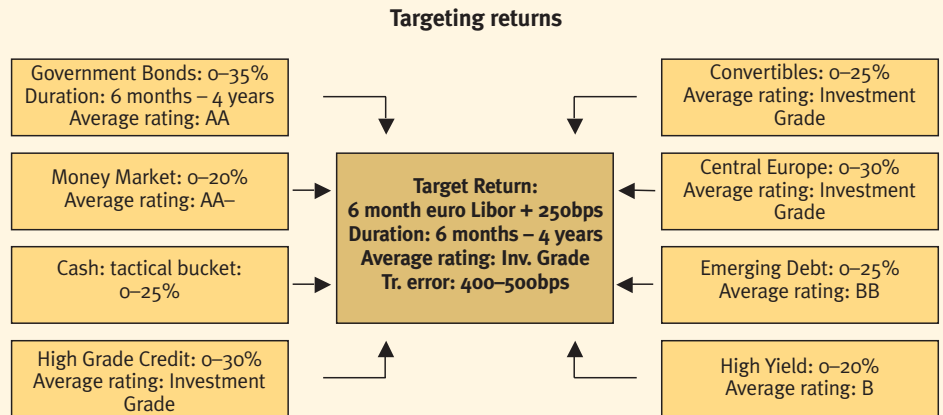 Targeting returns
Government Bonds: 0–35%
Duration: 6 months – 4 years
Average rating: AA
Money Market: 0–20%
Average rating: AA–
Cash: tactical bucket:
0–25%
High Grade Credit: 0–30%
Average rating: Investment
Grade
Target Return:
6 month euro Libor + 250bps
Duration: 6 months – 4 years
Average rating: Inv. Grade
Tr. error: 400–500bps
Convertibles: 0–25%
Average rating: Investment
Grade
Central Europe: 0–30%
Average rating: Investment
Grade
Emerging Debt: 0–25%
Average rating: BB
High Yield: 0–20%
Average rating: B